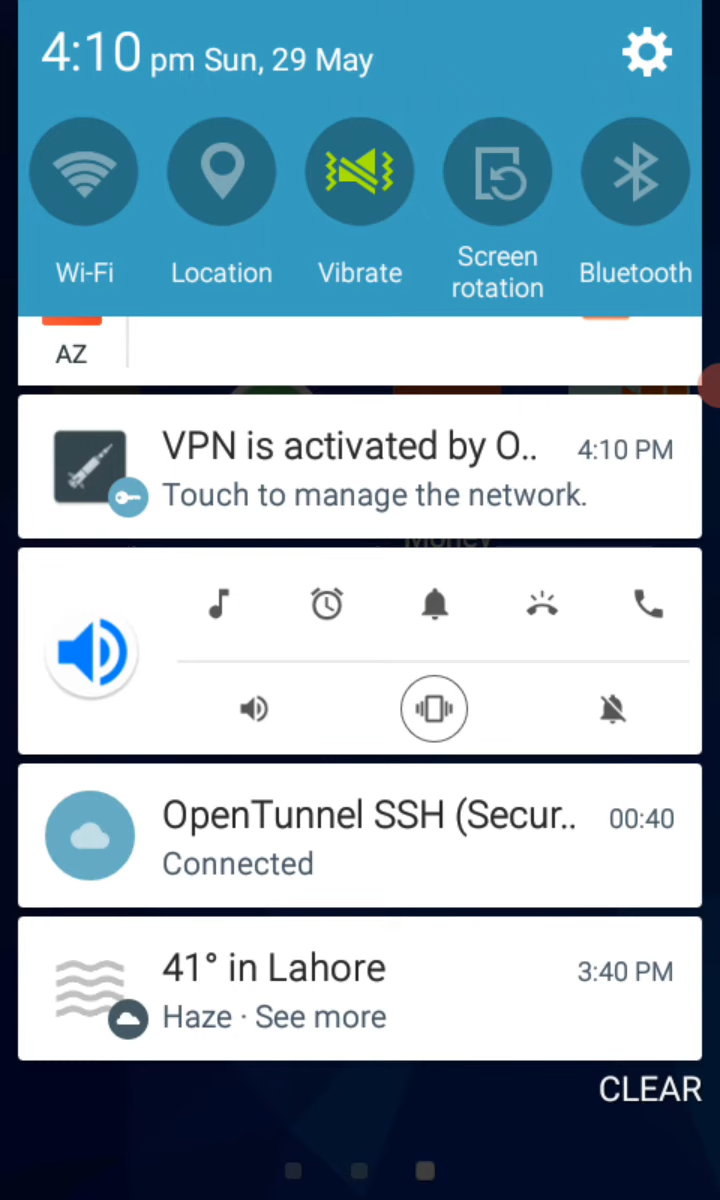 4:10 pm Sun, 29 May
Wi-Fi
Location
Vibrate
Screen
rotation
Bluetooth
AZ
VPN is activated by O.. 4:10 PM
Touch to manage the network.
OpenTunnel SSH (Secur.. 00:40
Connected
41° in Lahore 3:40 PM
Haze · See more
CLEAR